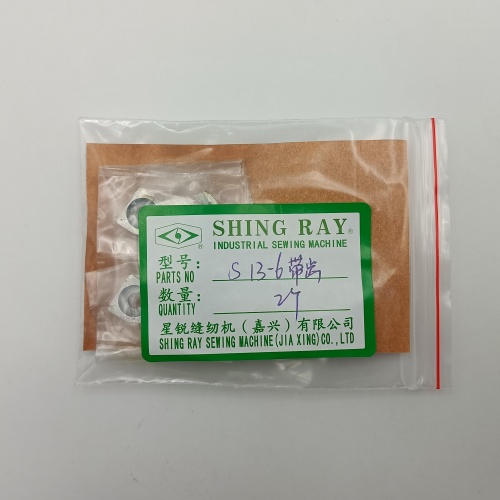 SHING RAY®
INDUSTRIAL SEWING MACHINE
型号: S13-6带齿
PARTS NO
数量: 2个
QUANTITY
星锐缝纫机(嘉兴)有限公司
SHING RAY SEWING MACHINE(JIA XING)CO.,LTD